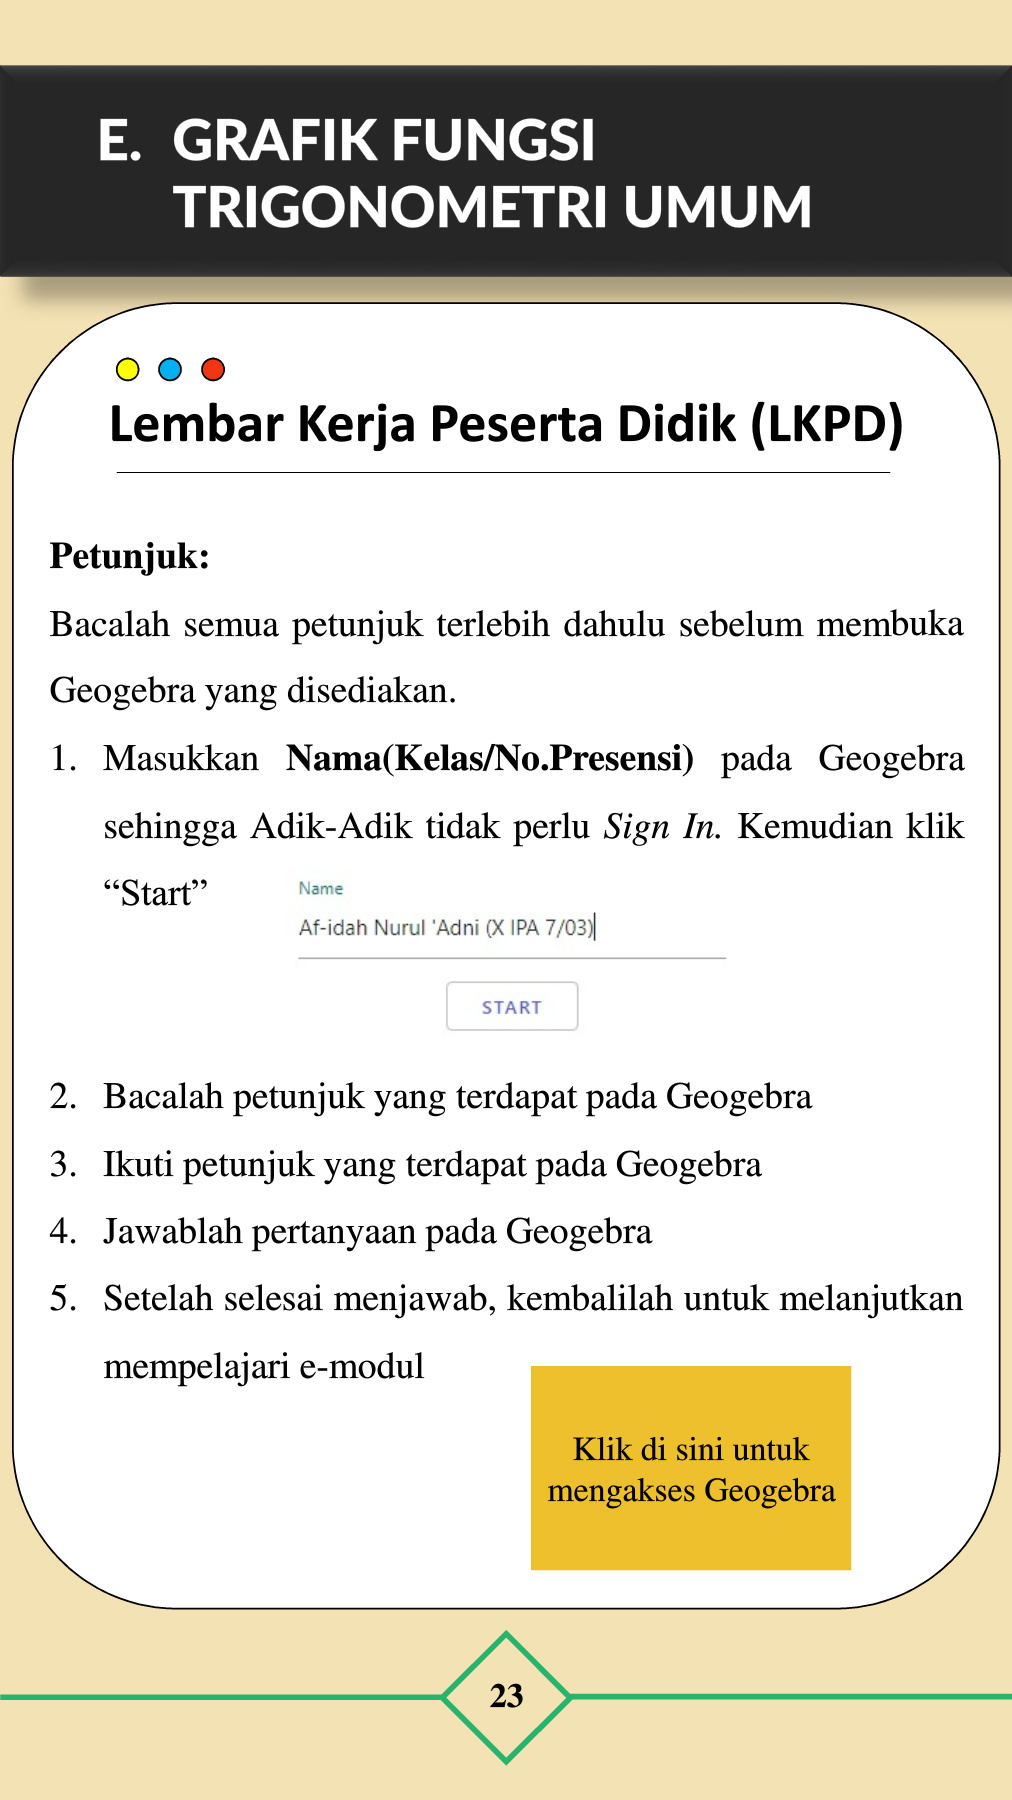 E. GRAFIK FUNGSI
TRIGONOMETRI UMUM
Lembar Kerja Peserta Didik (LKPD)
Petunjuk:
Bacalah semua petunjuk terlebih dahulu sebelum membuka
Geogebra yang disediakan.
1. Masukkan Nama(Kelas/No.Presensi) pada Geogebra
sehingga Adik-Adik tidak perlu Sign In. Kemudian klik
“Start”
Name
Af-idah Nurul 'Adni (X IPA 7/03)
START
2. Bacalah petunjuk yang terdapat pada Geogebra
3. Ikuti petunjuk yang terdapat pada Geogebra
4. Jawablah pertanyaan pada Geogebra
5. Setelah selesai menjawab, kembalilah untuk melanjutkan
mempelajari e-modul
Klik di sini untuk
mengakses Geogebra
23